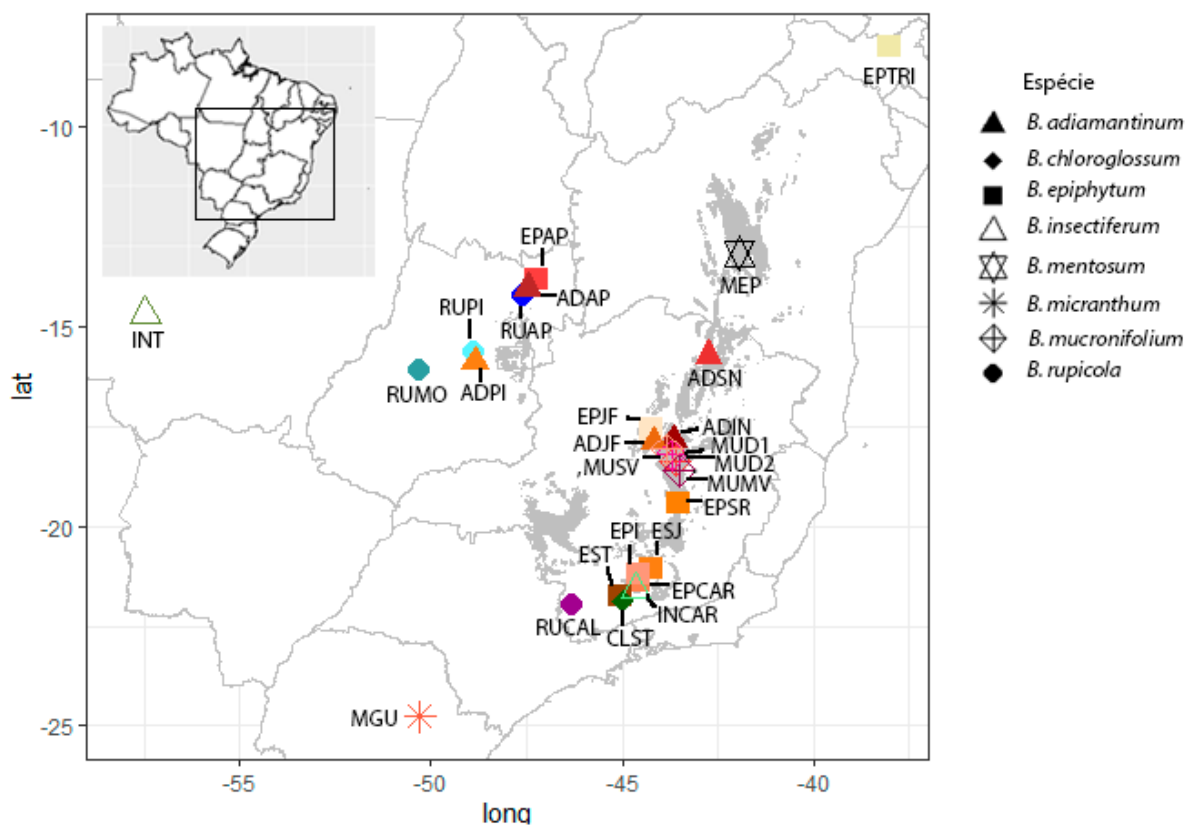 EPTRI
Espécie
B. adiamantinum
B. chloroglossum
B. epiphytum
B. insectiferum
B. mentosum
B. micranthum
B. mucronifolium
B. rupicola
-10
-15
-20
-25
lat
EPAP
ADAP
RUPI
RUAP
MEP
INT
RUMO
ADPI
ADSN
EPJF
ADIN
ADJF
MUD1
,MUSV
MUD2
MUMV
EPSR
EPI
ESJ
EST
EPCAR
INCAR
RUCAL
CLST
MGU
-55
-50
-45
-40
long